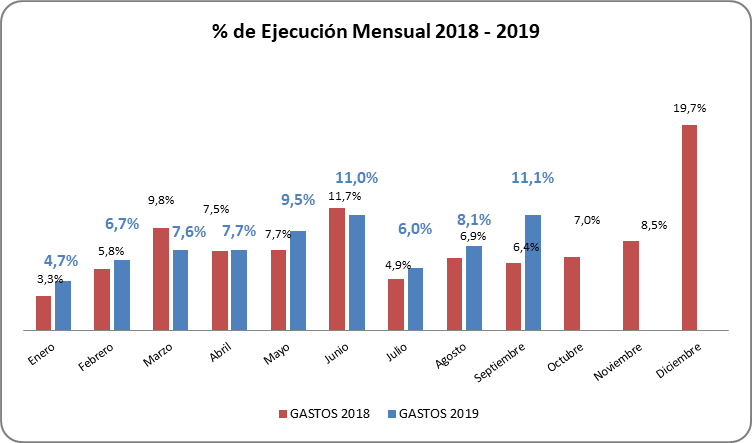 % de Ejecución Mensual 2018 - 2019
19,7%
11,0%
11,1%
9,5%
11,7%
9,8%
7,5%
6,7%
7,6%
7,7%
7,7%
6,0%
8,1%
7,0%
8,5%
4,7%
5,8%
6,9%
6,4%
3,3%
4,9%
Enero
Febrero
Marzo
Abril
Mayo
Junio
Julio
Agosto
Septiembre
Octubre
Noviembre
Diciembre
GASTOS 2018
GASTOS 2019